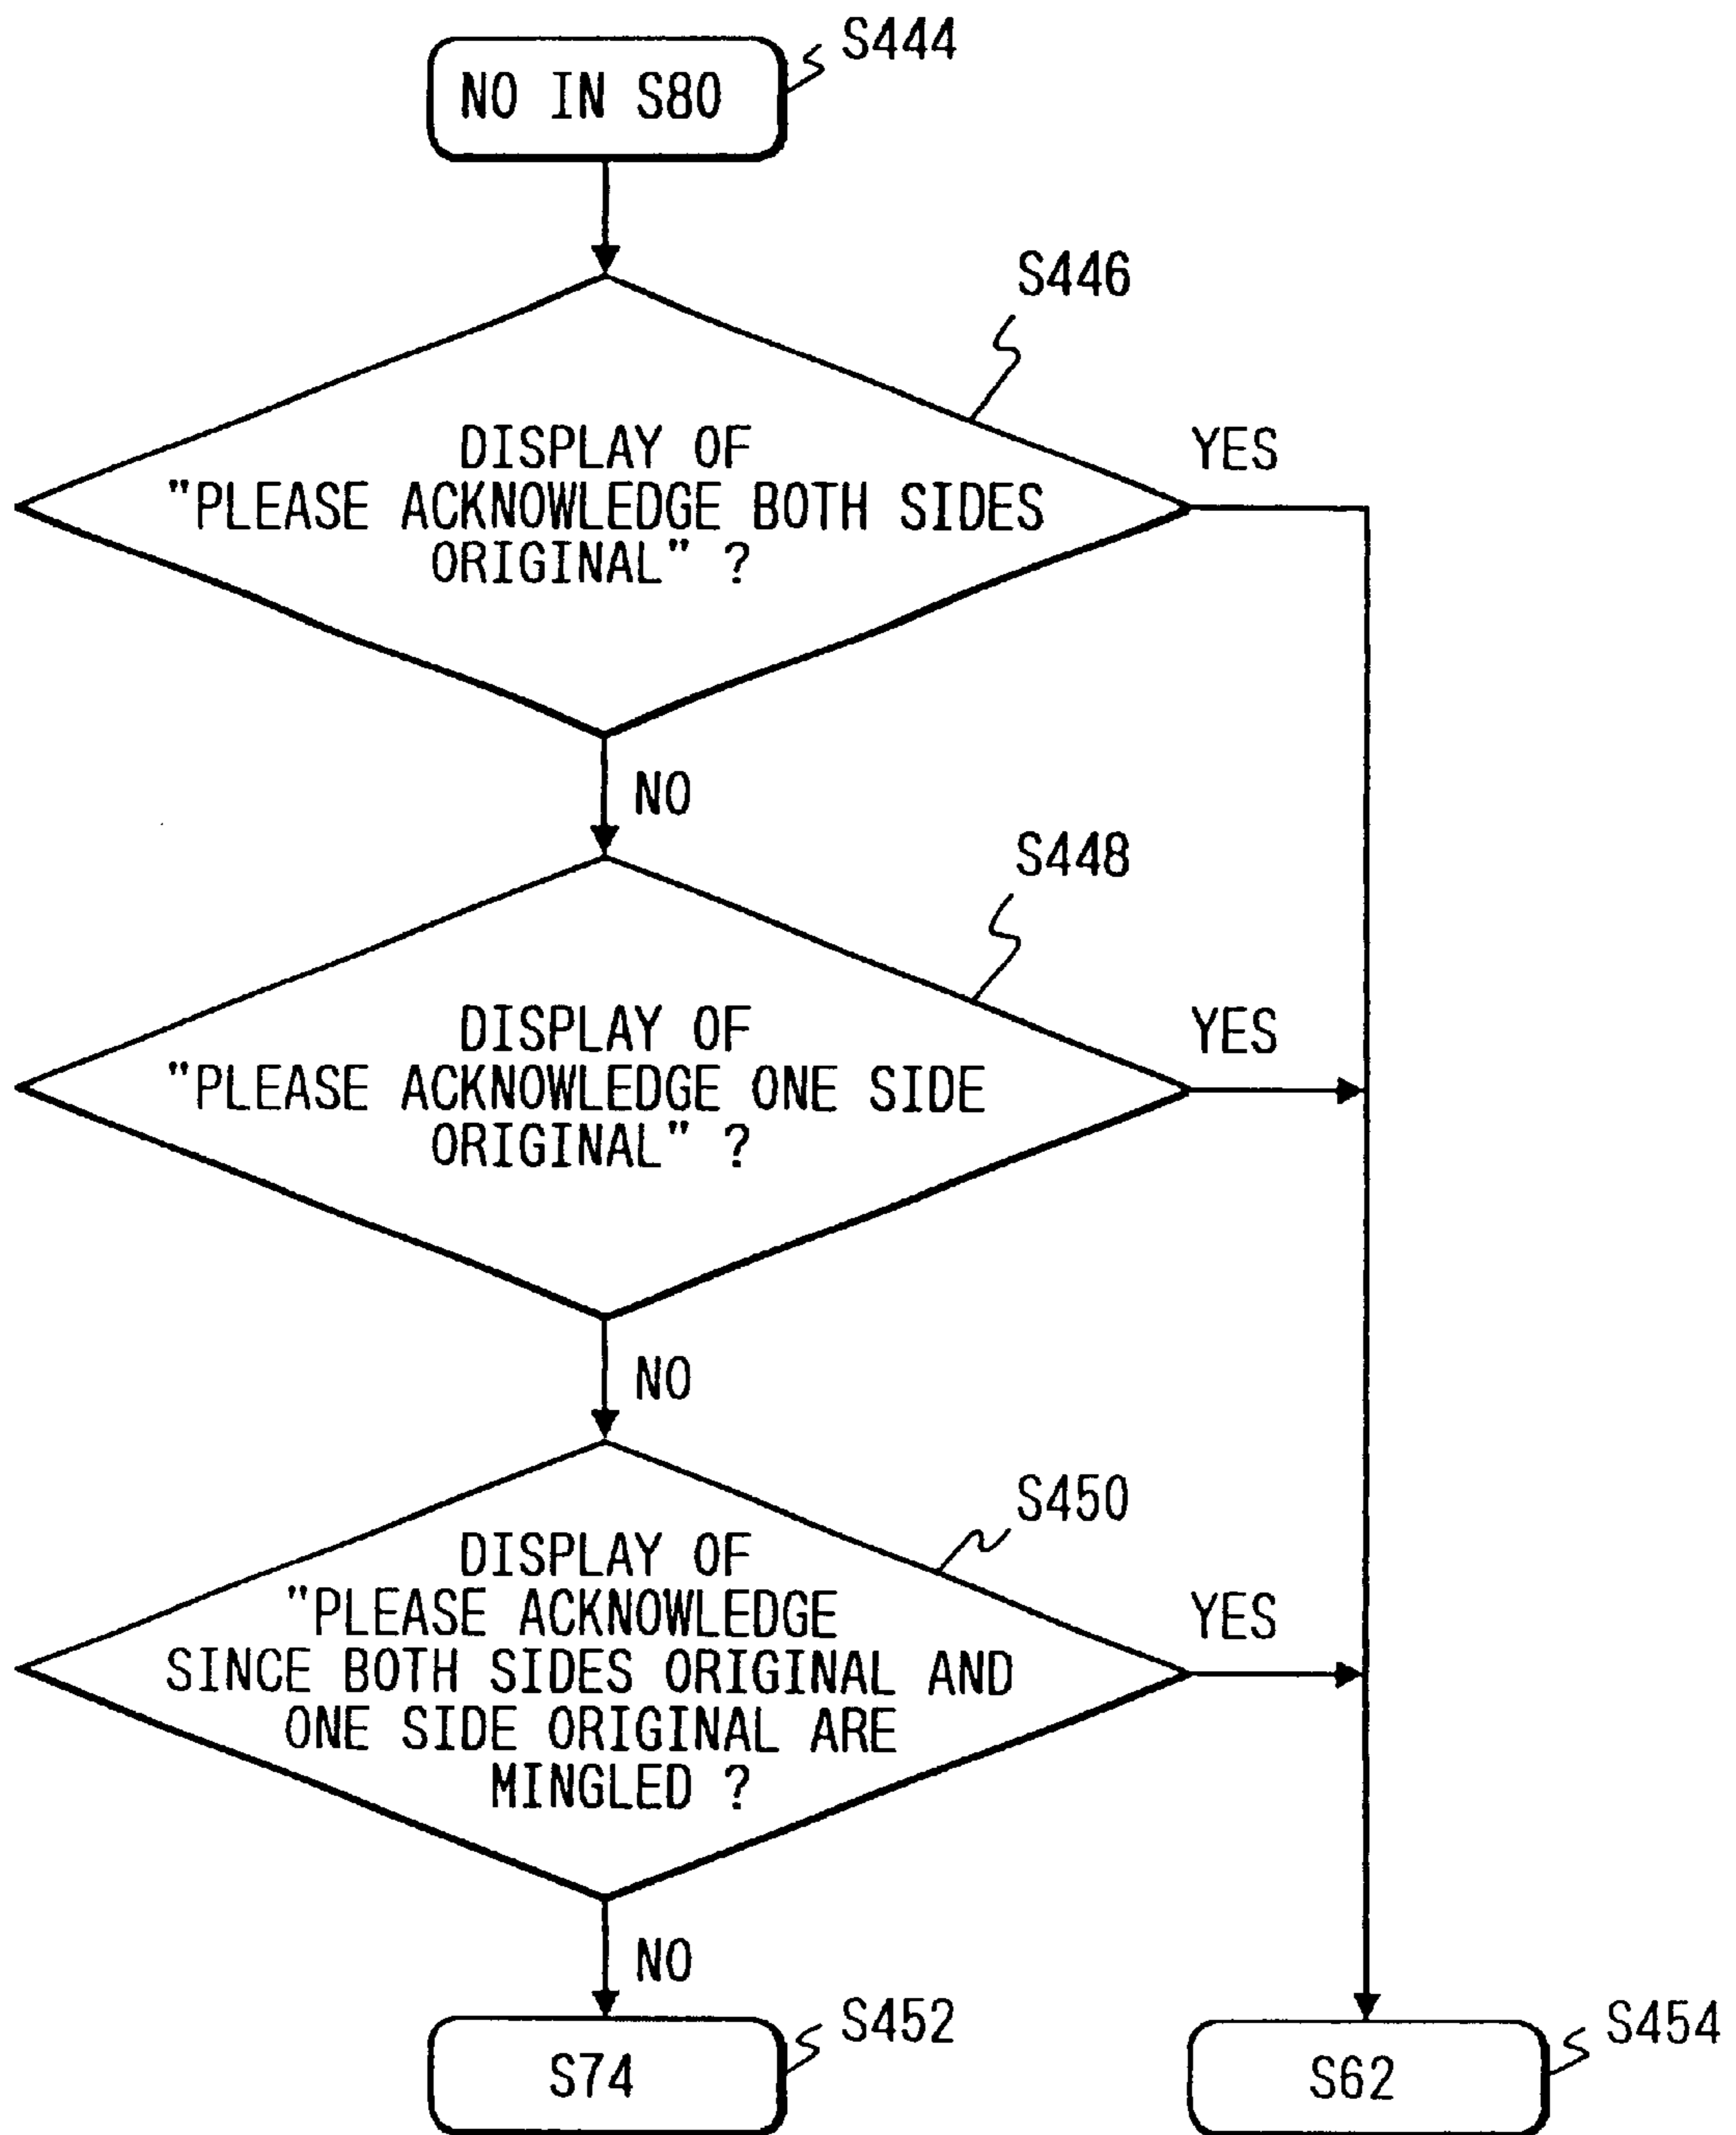 S444
NO IN S80
S446
DISPLAY OF
"PLEASE ACKNOWLEDGE BOTH SIDES
ORIGINAL" ?
YES
NO
S448
DISPLAY OF
"PLEASE ACKNOWLEDGE ONE SIDE
ORIGINAL" ?
YES
NO
S450
DISPLAY OF
"PLEASE ACKNOWLEDGE
SINCE BOTH SIDES ORIGINAL AND
ONE SIDE ORIGINAL ARE
MINGLED ?
YES
NO
S452
S74
S454
S62